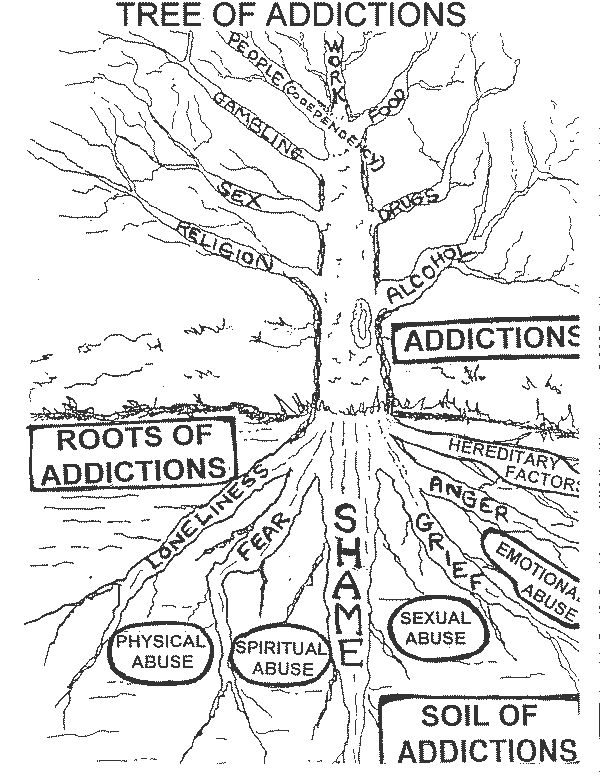 TREE OF ADDICTIONS
WORK
PEOPLE (CODEPENDENCY)
FOOD
GAMBLING
SEX
DRUGS
RELIGION
ALCOHOL
ADDICTIONS
ROOTS OF
ADDICTIONS
HEREDITARY
FACTORS
LONELINESS
FEAR
SHAME
ANGER
GRIEF
EMOTIONA
ABUSE
PHYSICAL
ABUSE
SPIRITUAL
ABUSE
SEXUAL
ABUSE
SOIL OF
ADDICTIONS